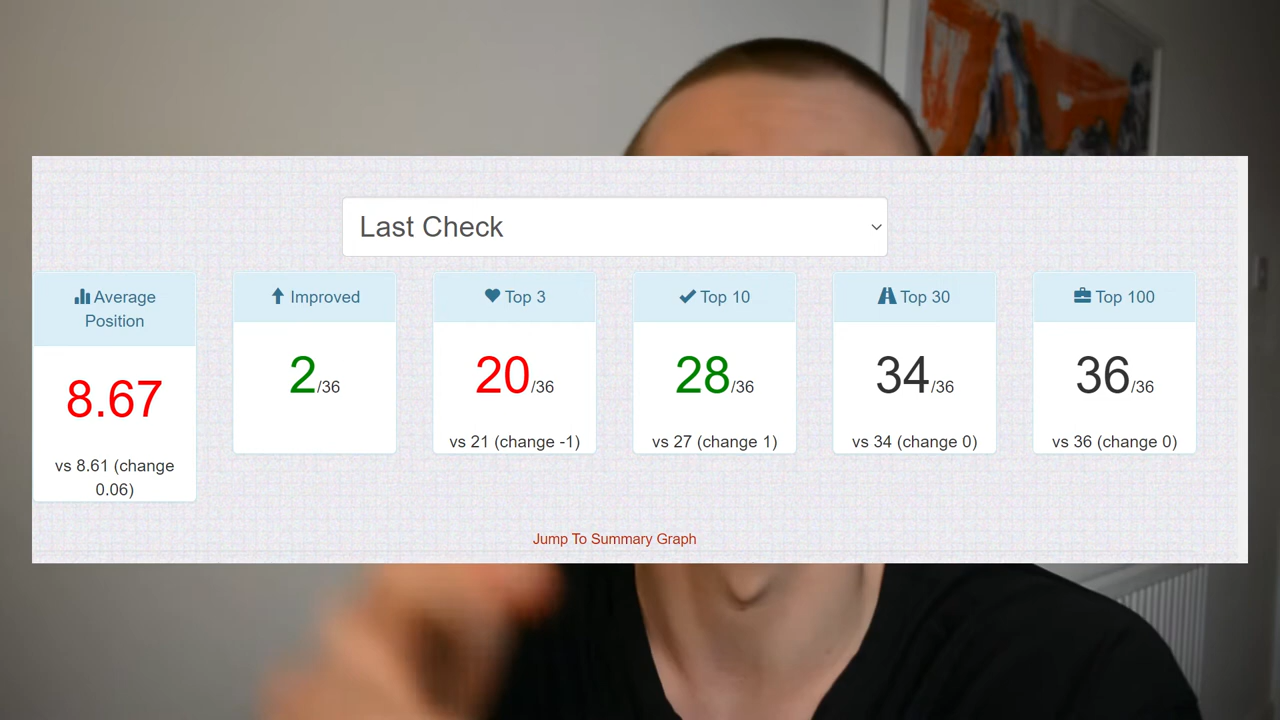 Last Check
Average
Position
8.67
vs 8.61 (change
0.06)
Improved
2/36
Top 3
20/36
vs 21 (change -1)
Top 10
28/36
vs 27 (change 1)
Top 30
34/36
vs 34 (change 0)
Top 100
36/36
vs 36 (change 0)
Jump To Summary Graph